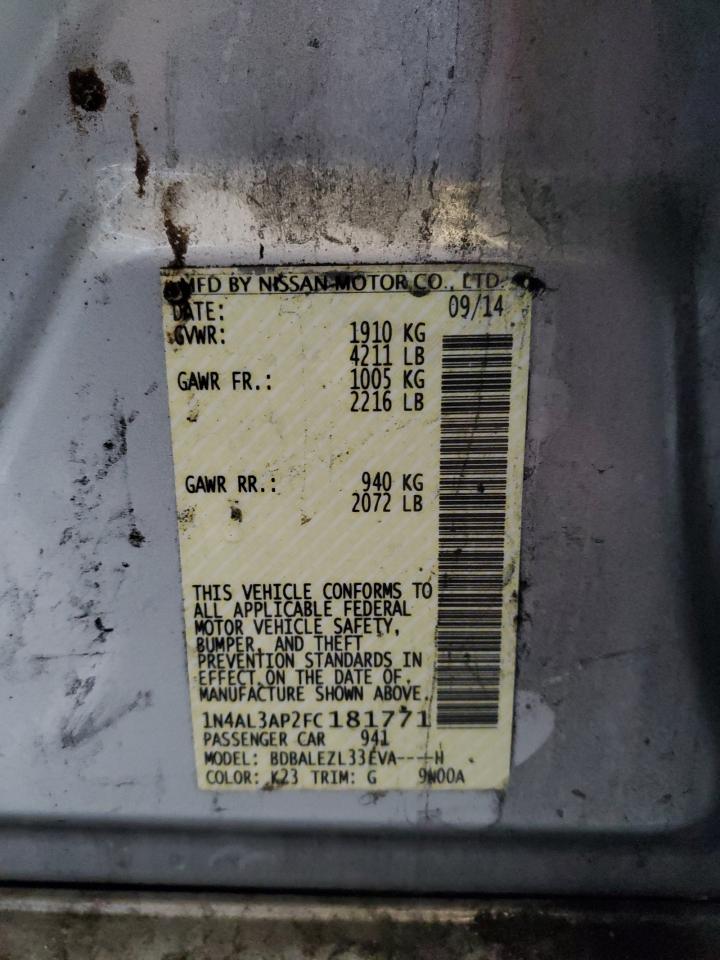 MFD BY NISSAN MOTOR CO., LTD.
DATE: 09/14
GVWR: 1910 KG
4211 LB
GAWR FR.: 1005 KG
2216 LB
GAWR RR.: 940 KG
2072 LB
THIS VEHICLE CONFORMS TO
ALL APPLICABLE FEDERAL
MOTOR VEHICLE SAFETY,
BUMPER, AND THEFT
PREVENTION STANDARDS IN
EFFECT ON THE DATE OF
MANUFACTURE SHOWN ABOVE.
1N4AL3AP2FC181771
PASSENGER CAR 941
MODEL: BDBALEZL33EVA----H
COLOR: K23 TRIM: G 9N00A